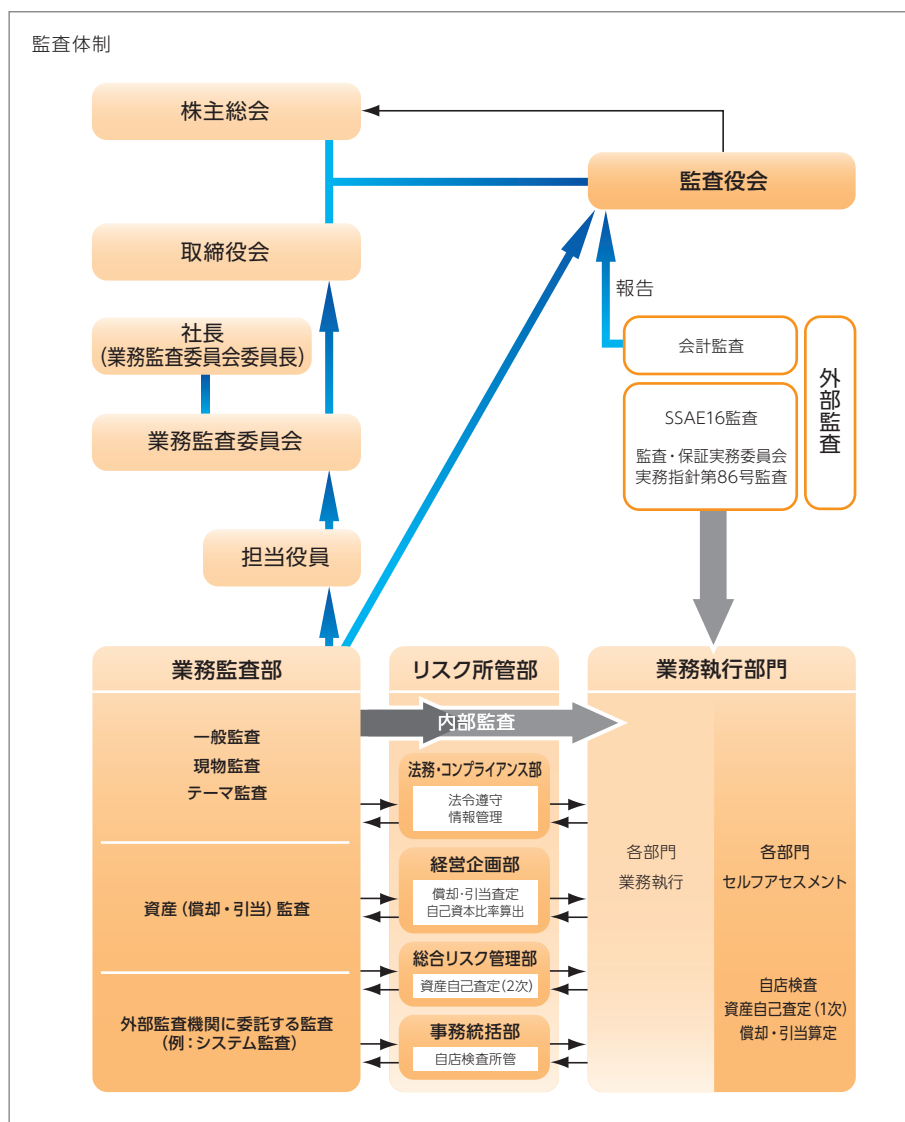 監査体制
株主総会
監査役会
取締役会
報告
社長
(業務監査委員会委員長)
会計監査
外部監査
業務監査委員会
SSAE16監査
監査・保証実務委員会
実務指針第86号監査
担当役員
業務監査部
一般監査
現物監査
テーマ監査
資産(償却・引当)監査
外部監査機関に委託する監査
(例:システム監査)
リスク所管部
内部監査
法務・コンプライアンス部
法令遵守
情報管理
経営企画部
償却・引当査定
自己資本比率算出
総合リスク管理部
資産自己査定(2次)
事務統括部
自店検査所管
業務執行部門
各部門
業務執行
各部門
セルフアセスメント
自店検査
資産自己査定(1次)
償却・引当算定